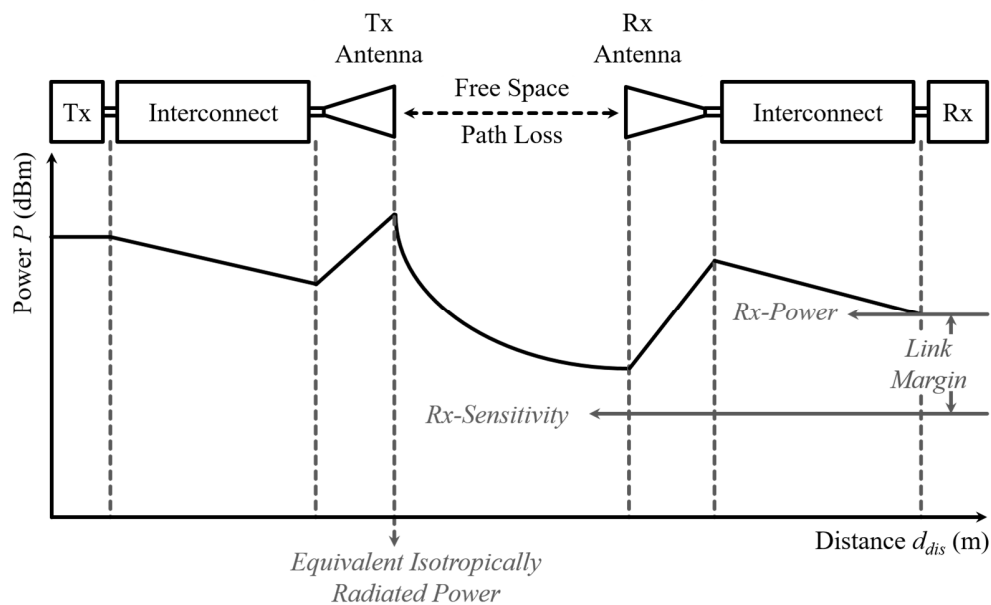 Tx
Antenna
Rx
Antenna
Tx
Interconnect
Free Space
Path Loss
Interconnect
Rx
Power P (dBm)
Rx-Power
Link
Margin
Rx-Sensitivity
Distance d_dis (m)
Equivalent Isotropically
Radiated Power